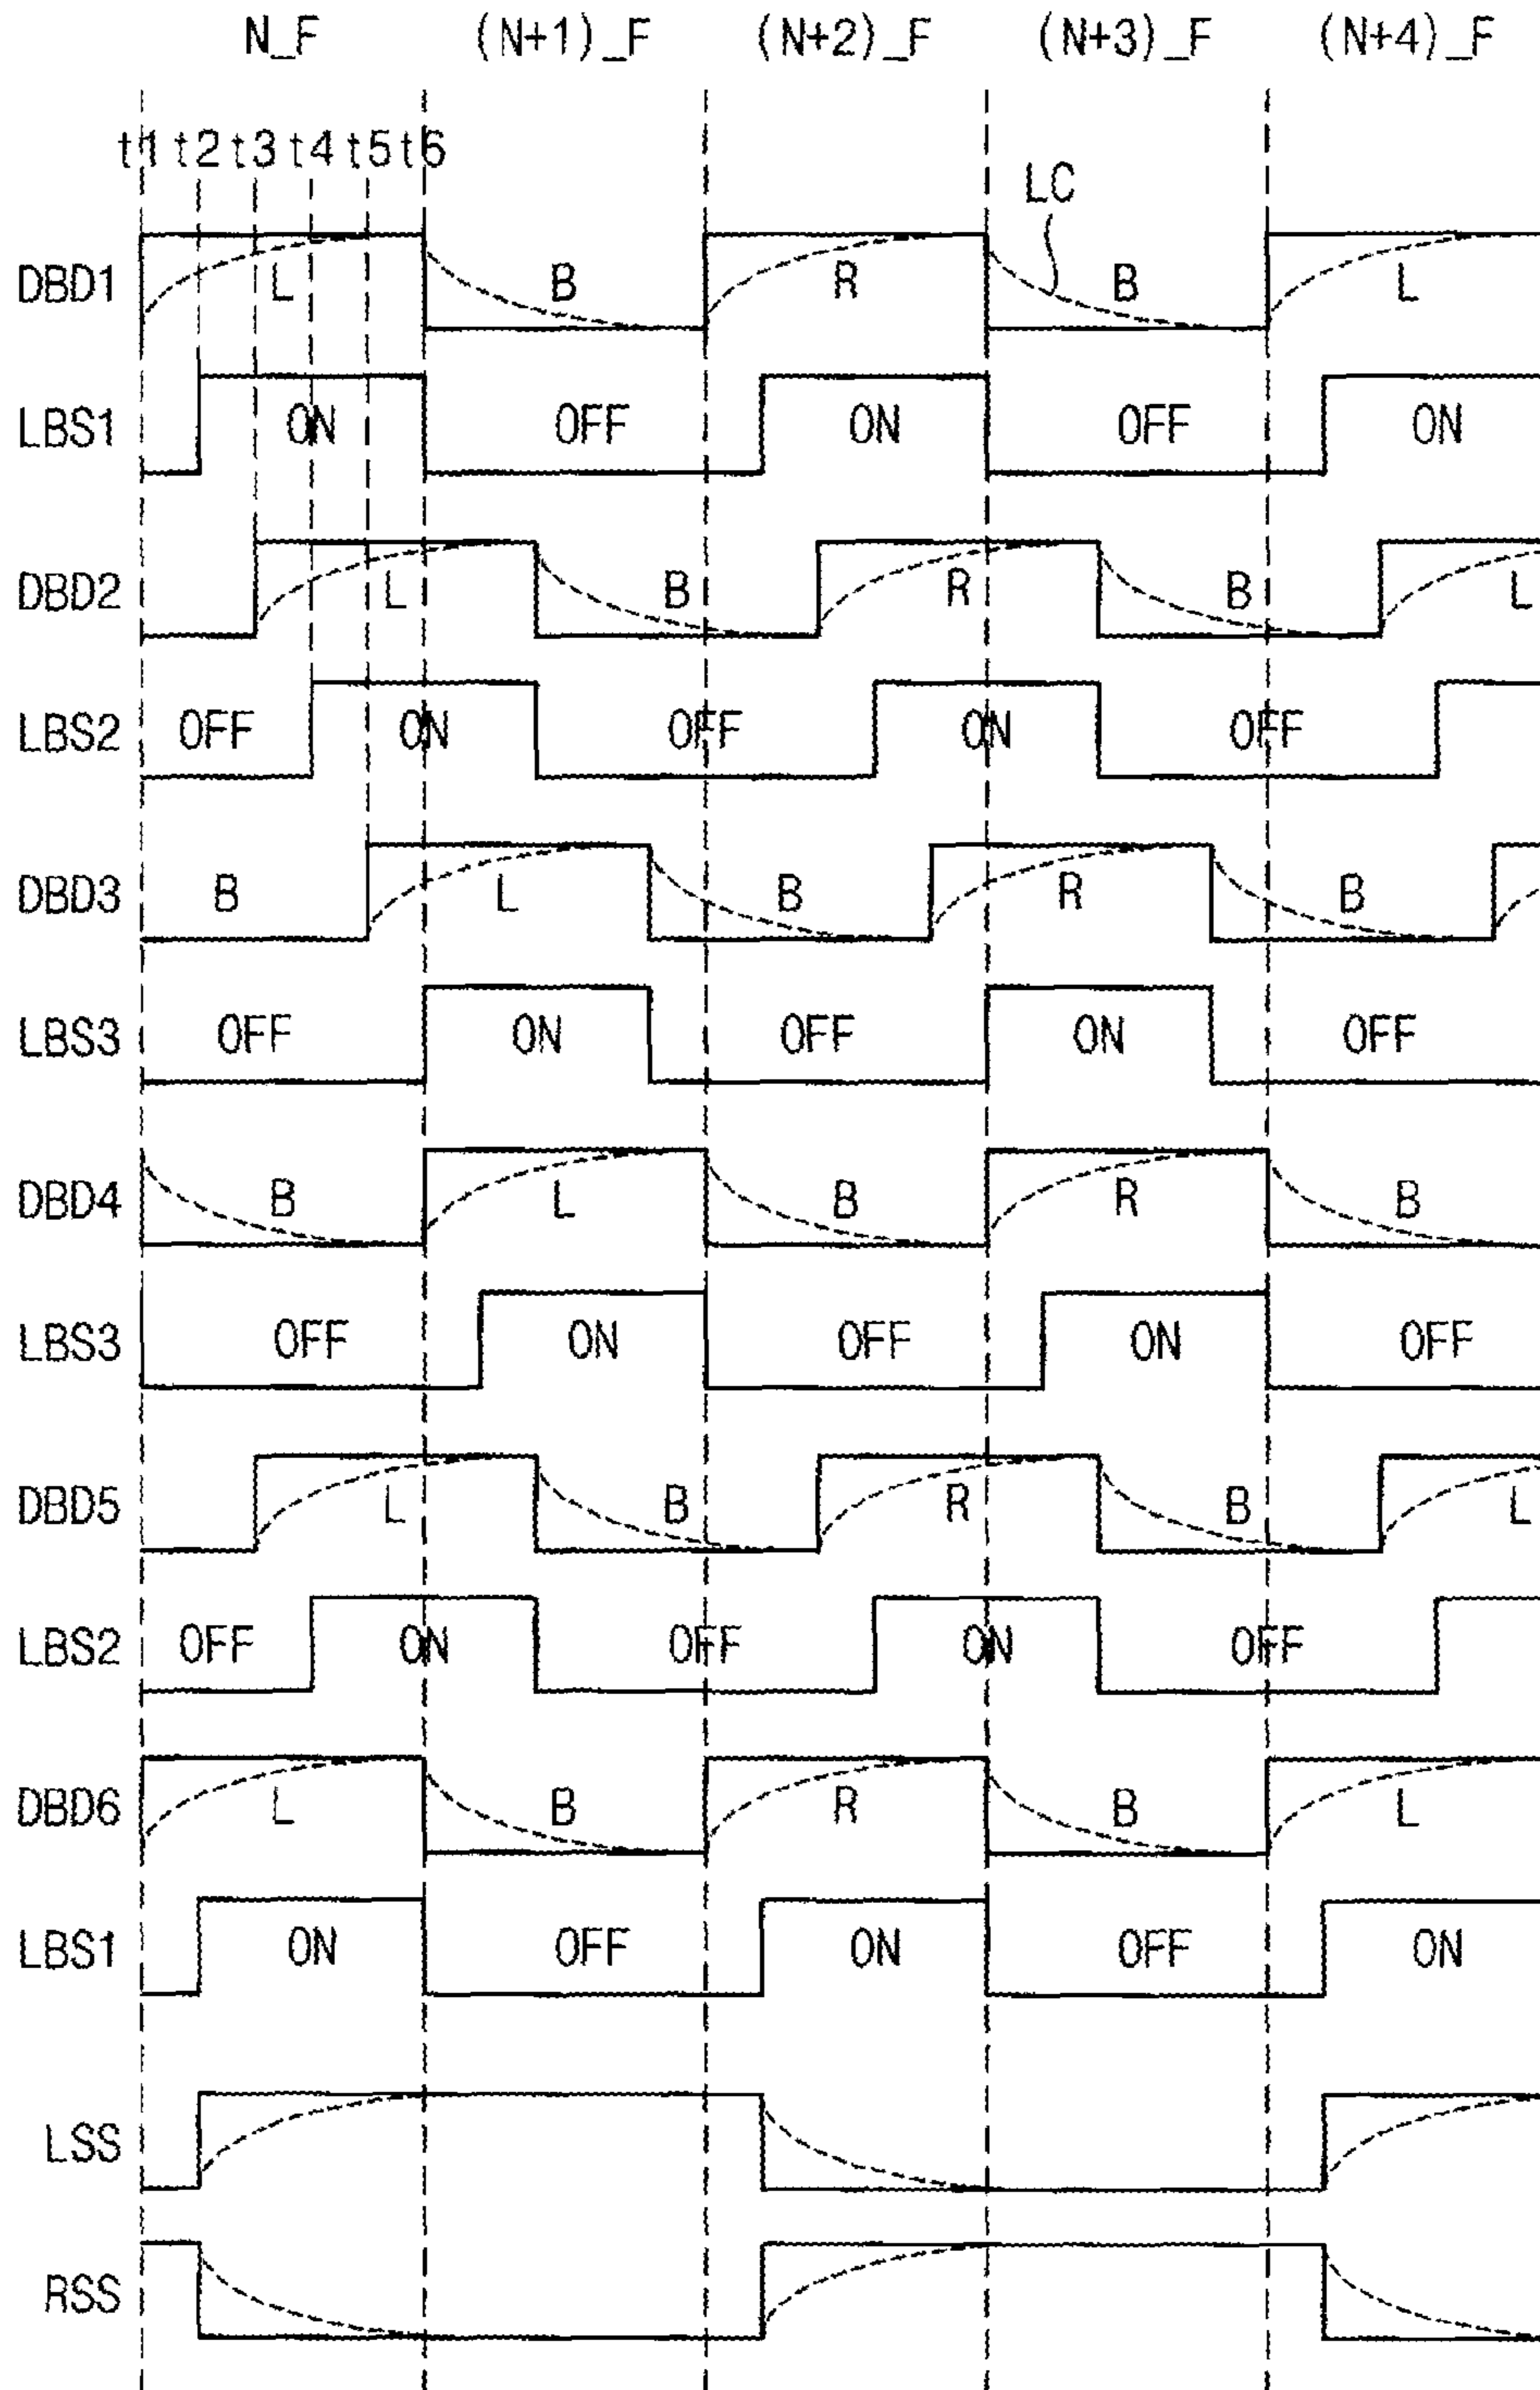 N_F (N+1)_F (N+2)_F (N+3)_F (N+4)_F
t1 t2 t3 t4 t5 t6
LC
DBD1 L B R B L
LBS1 ON OFF ON OFF ON
DBD2 L B R B L
LBS2 OFF ON OFF ON OFF
DBD3 B L B R B
LBS3 OFF ON OFF ON OFF
DBD4 B L B R B
LBS3 OFF ON OFF ON OFF
DBD5 L B R B L
LBS2 OFF ON OFF ON OFF
DBD6 L B R B L
LBS1 ON OFF ON OFF ON
LSS
RSS